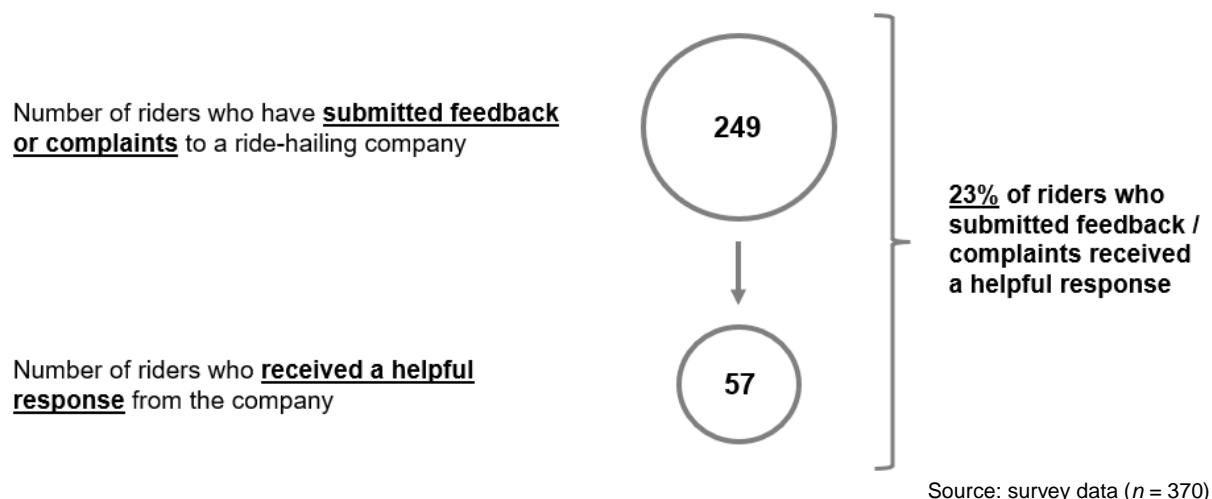 Number of riders who have submitted feedback
or complaints to a ride-hailing company
249
23% of riders who
submitted feedback /
complaints received
a helpful response
Number of riders who received a helpful
response from the company
57
Source: survey data (n = 370)